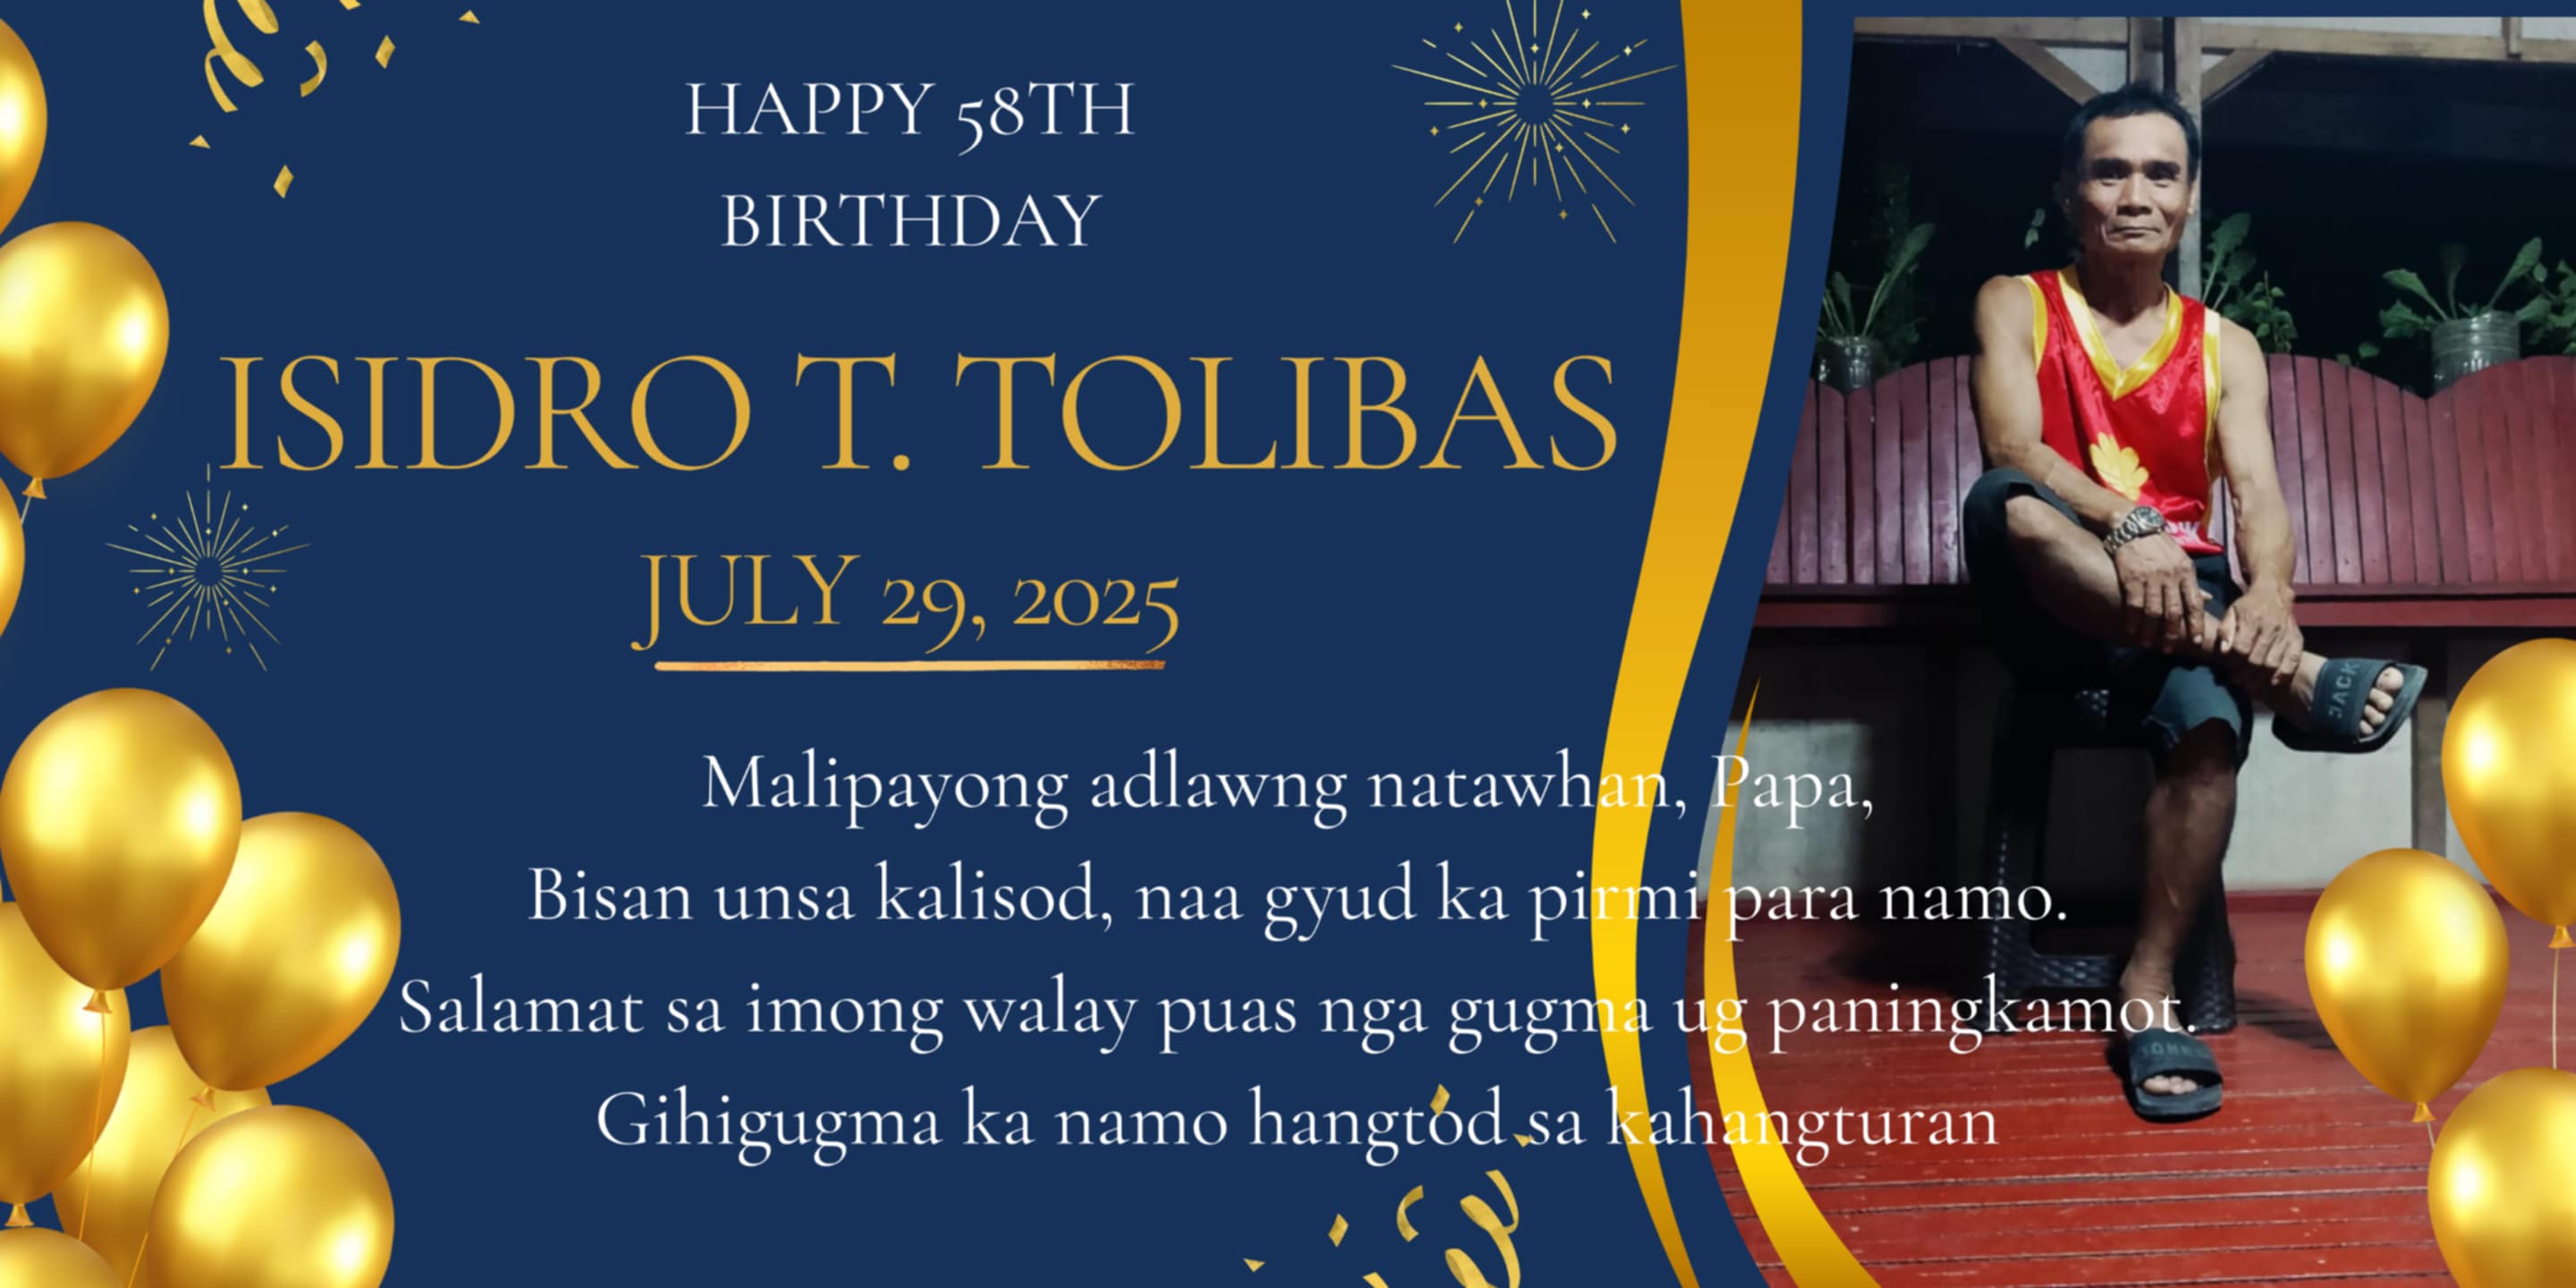 HAPPY 58TH
BIRTHDAY
ISIDRO T. TOLIBAS
JULY 29, 2025
Malipayong adlawng natawhan, Papa,
Bisan unsa kalisod, naa gyud ka pirmi para namo.
Salamat sa imong walay puas nga gugma ug paningkamot.
Gihigugma ka namo hangtod sa kahangturan
JACK